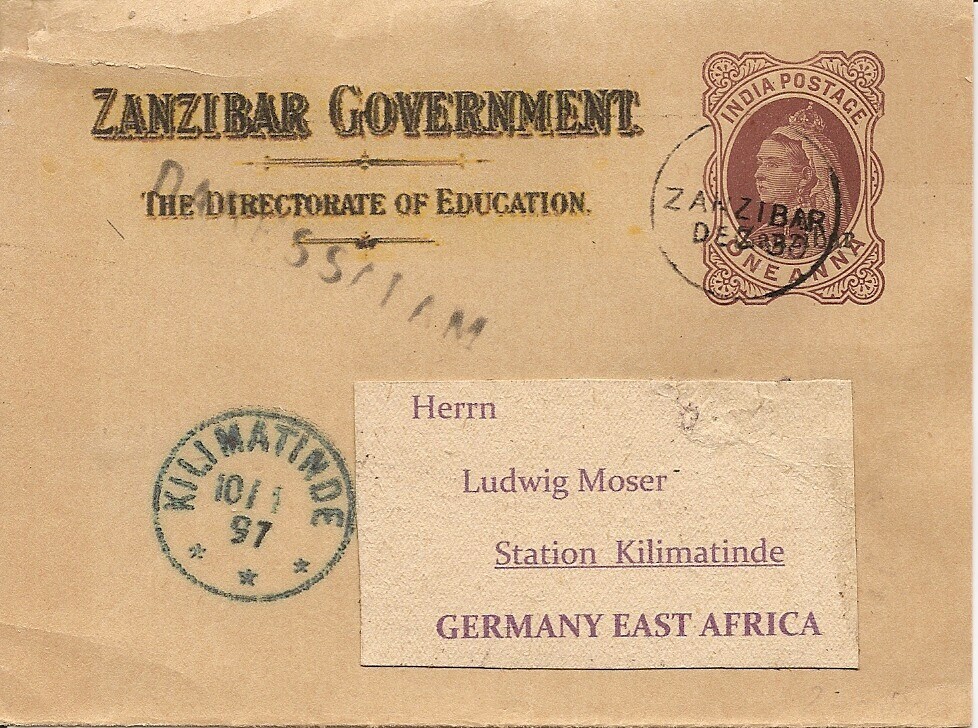 ZANZIBAR GOVERNMENT.
THE DIRECTORATE OF EDUCATION.
INDIA POSTAGE
ONE ANNA
ZANZIBAR
KILIMATINDE
10/1
97
Herrn
Ludwig Moser
Station Kilimatinde
GERMANY EAST AFRICA